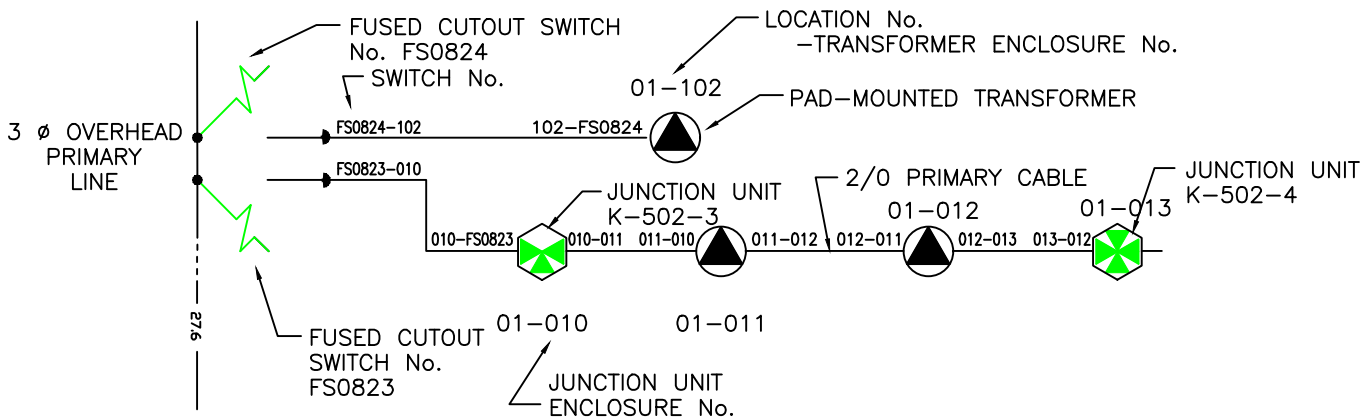 FUSED CUTOUT SWITCH
No. FS0824
SWITCH No.
LOCATION No.
-TRANSFORMER ENCLOSURE No.
01-102
PAD-MOUNTED TRANSFORMER
3 ø OVERHEAD
PRIMARY
LINE
FS0824-102
102-FS0824
FS0823-010
JUNCTION UNIT
K-502-3
2/0 PRIMARY CABLE
01-012
01-013
JUNCTION UNIT
K-502-4
010-FS0823
010-011
011-010
011-012
012-011
012-013
013-012
27.6
FUSED CUTOUT
SWITCH No.
FS0823
01-010
01-011
JUNCTION UNIT
ENCLOSURE No.